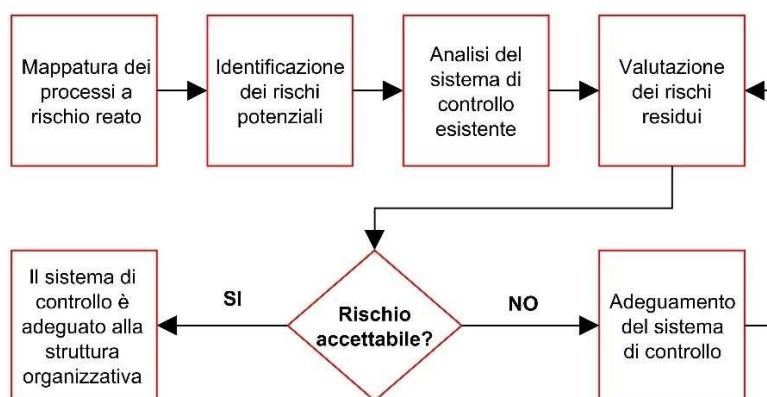 Mappatura dei
processi a
rischio reato
Identificazione
dei rischi
potenziali
Analisi del
sistema di
controllo
esistente
Valutazione
dei rischi
residui
Il sistema di
controllo è
adeguato alla
struttura
organizzativa
SI
Rischio
accettabile?
NO
Adeguamento
del sistema
di controllo